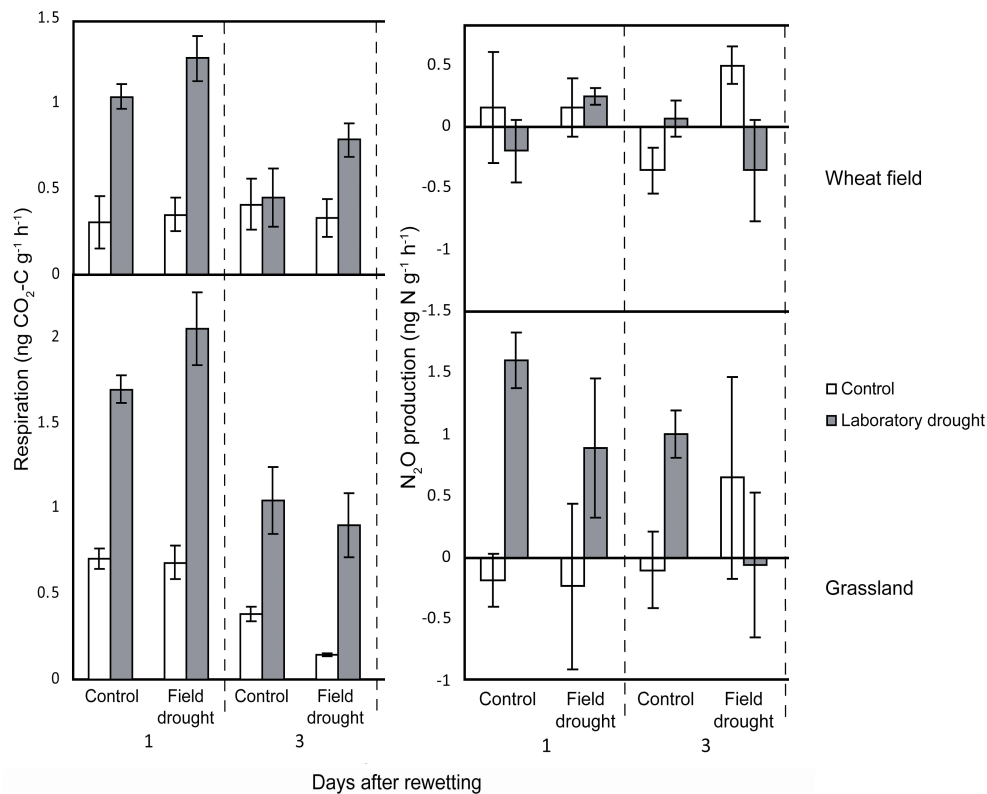 Respiration (ng CO₂-C g⁻¹ h⁻¹)
1.5
1
0.5
0
2
1.5
1
0.5
0
Control
Field
drought
Control
Field
drought
1
3
N₂O production (ng N g⁻¹ h⁻¹)
0.5
0
-0.5
-1
-1.5
1.5
1
0.5
0
-0.5
-1
Control
Field
drought
Control
Field
drought
1
3
Days after rewetting
Wheat field
Control
Laboratory drought
Grassland